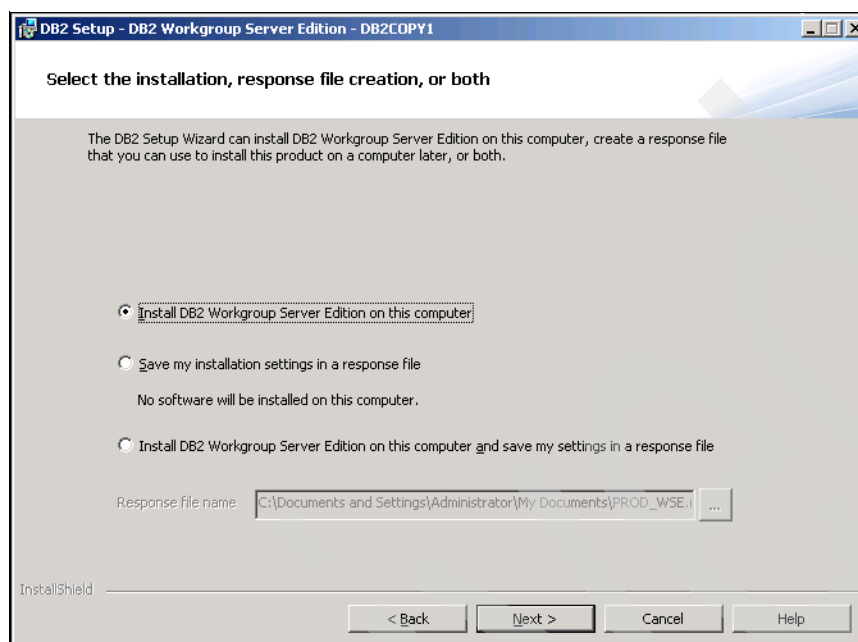 DB2 Setup - DB2 Workgroup Server Edition - DB2COPY1
Select the installation, response file creation, or both
The DB2 Setup Wizard can install DB2 Workgroup Server Edition on this computer, create a response file
that you can use to install this product on a computer later, or both.
Install DB2 Workgroup Server Edition on this computer
Save my installation settings in a response file
No software will be installed on this computer.
Install DB2 Workgroup Server Edition on this computer and save my settings in a response file
Response file name C:\Documents and Settings\Administrator\My Documents\PROD_WSE. ...
InstallShield
< Back Next > Cancel Help